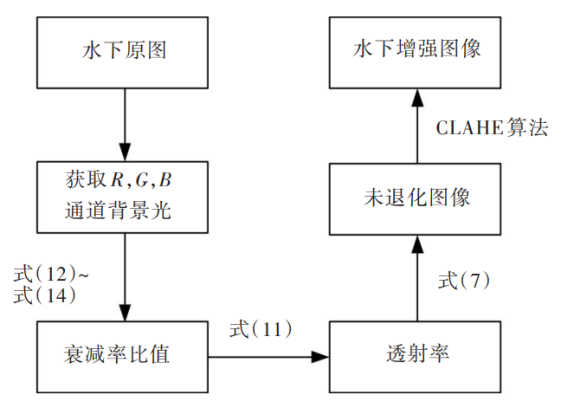 水下原图
获取R,G,B
通道背景光
式(12)~
式(14)
衰减率比值
式(11)
透射率
式(7)
未退化图像
CLAHE算法
水下增强图像